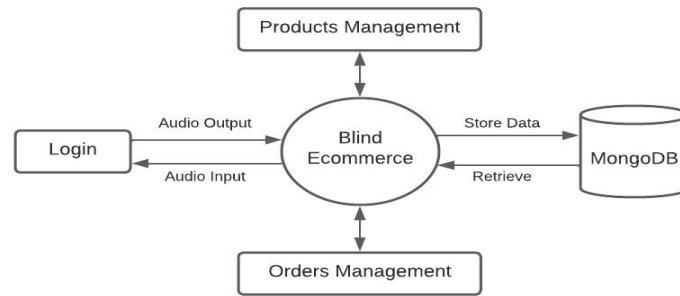 Products Management
Audio Output
Store Data
Login
Blind
Ecommerce
MongoDB
Audio Input
Retrieve
Orders Management